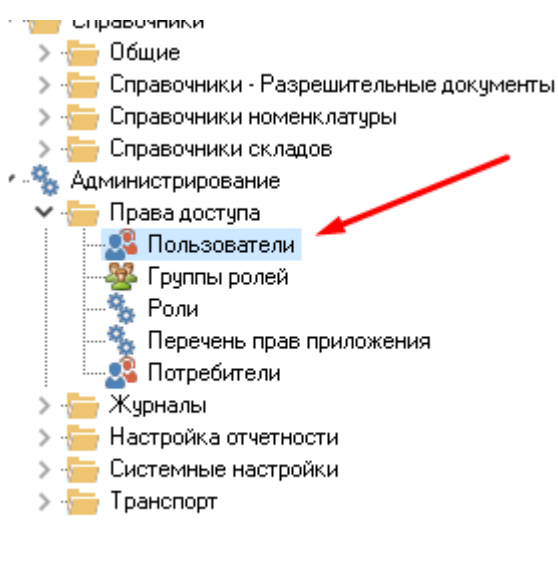 Справочники
Общие
Справочники - Разрешительные документы
Справочники номенклатуры
Справочники складов
Администрирование
Права доступа
Пользователи
Группы ролей
Роли
Перечень прав приложения
Потребители
Журналы
Настройка отчетности
Системные настройки
Транспорт